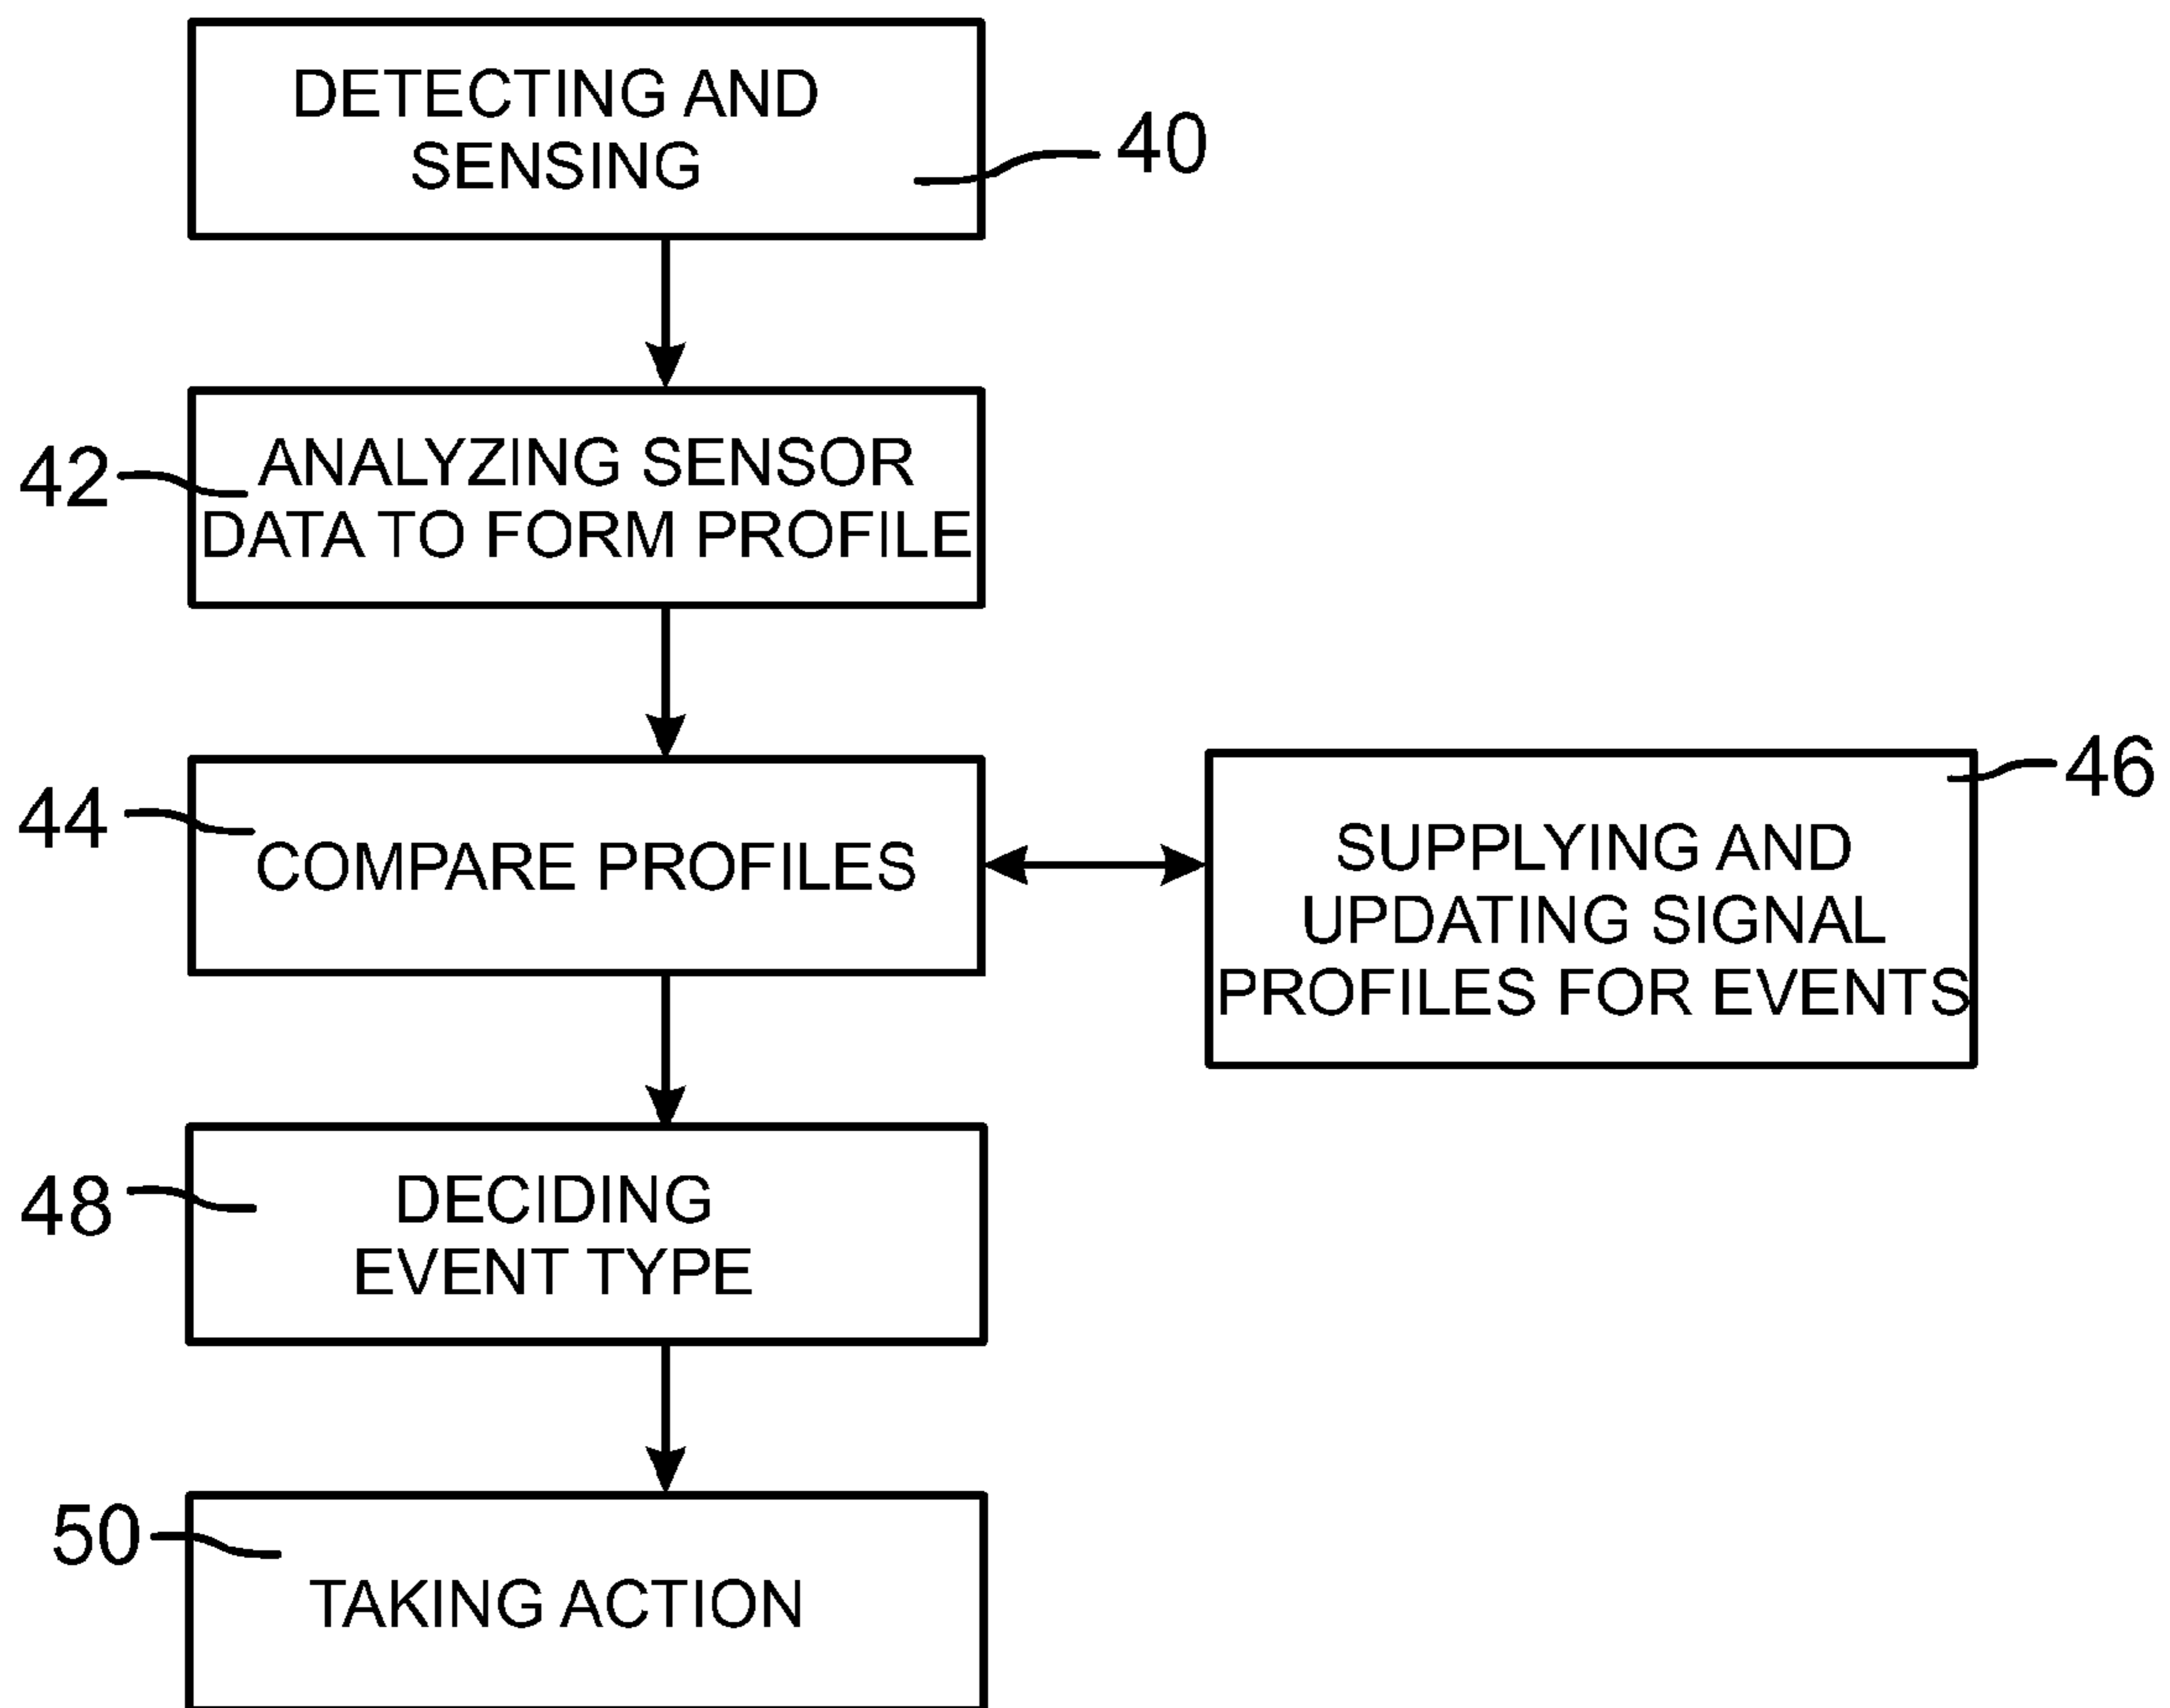 DETECTING AND
SENSING
40
42
ANALYZING SENSOR
DATA TO FORM PROFILE
44
COMPARE PROFILES
46
SUPPLYING AND
UPDATING SIGNAL
PROFILES FOR EVENTS
48
DECIDING
EVENT TYPE
50
TAKING ACTION